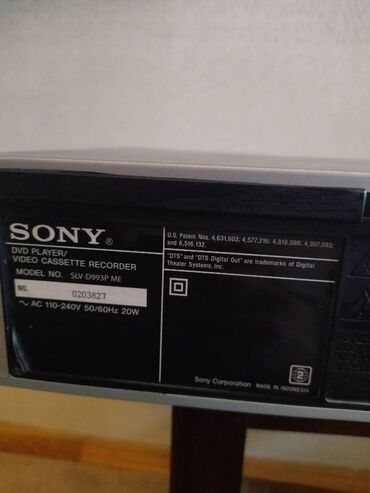 SONY®
DVD PLAYER/
VIDEO CASSETTE RECORDER
MODEL NO. SLV-D993P ME
NO. 0203827
~ AC 110-240V 50/60Hz 20W
U.S. Patent Nos. 4,631,603; 4,577,216; 4,819,098; 4,907,093;
and 6,516,132.
"DTS" and "DTS Digital Out" are trademarks of Digital
Theater Systems, Inc.
Sony Corporation MADE IN INDONESIA
2